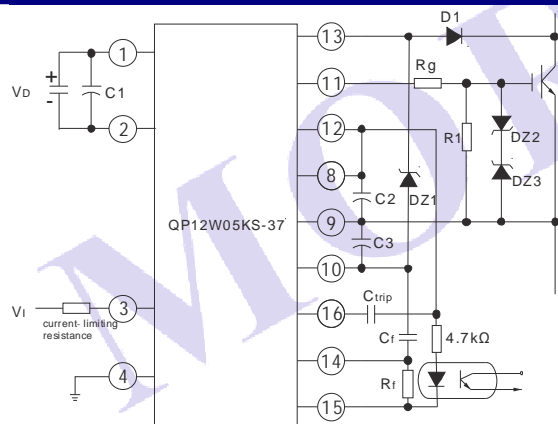 D1
13
1
Rg
11
VD
+
-
C1
12
R1
DZ2
2
8
DZ3
C2
DZ1
QP12W05KS-37
9
C3
10
VI
3
16
Ctrip
current-limiting
resistance
Cf
4.7kΩ
14
4
Rf
15
MOR